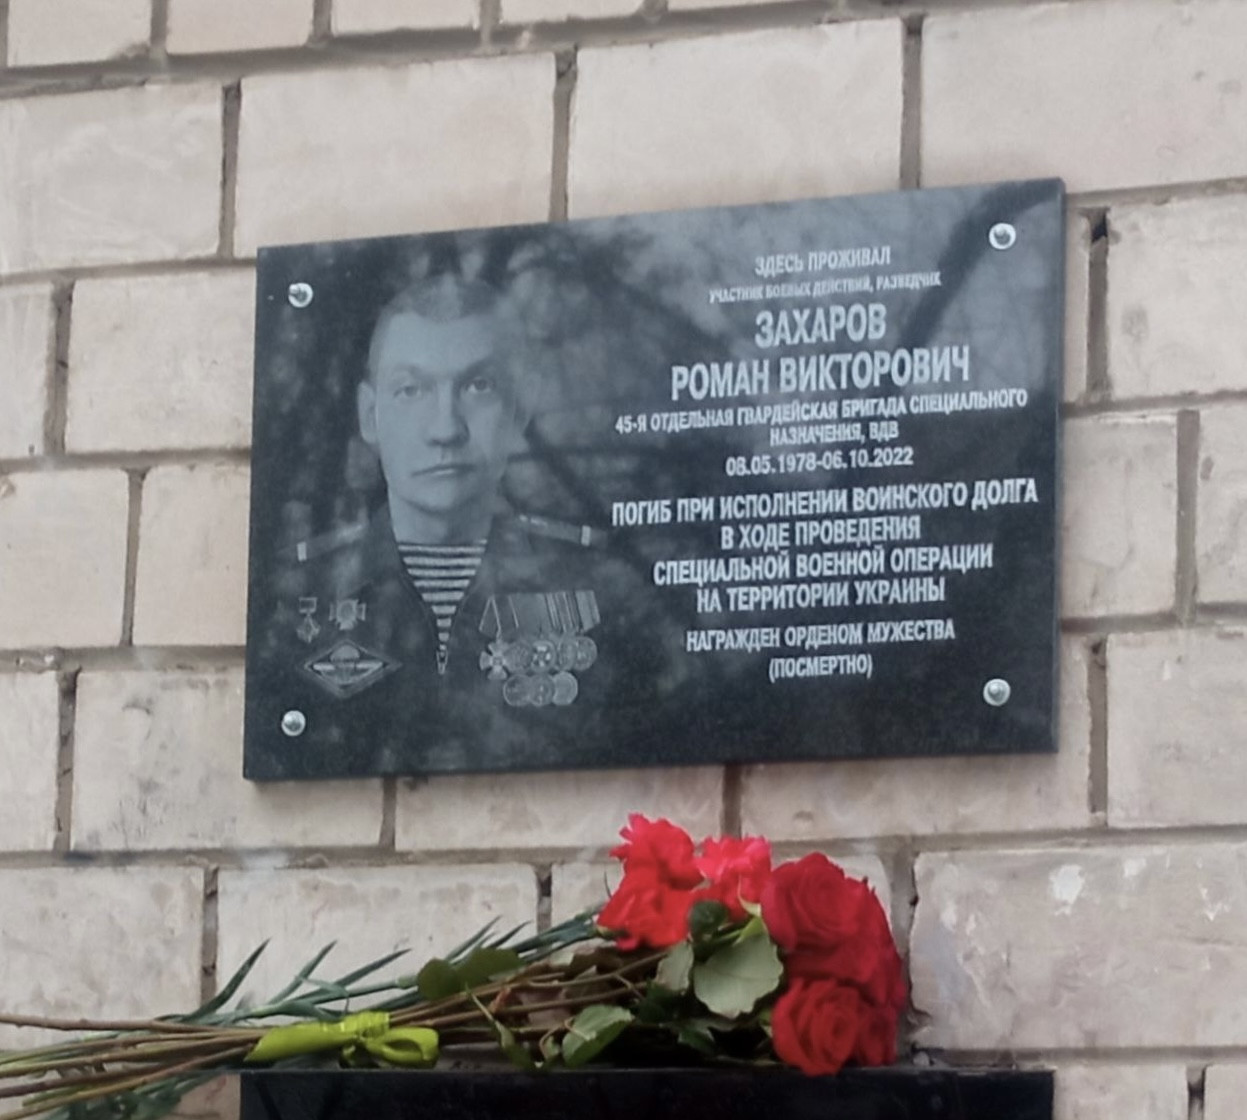 ЗДЕСЬ ПРОЖИВАЛ
УЧАСТНИК БОЕВЫХ ДЕЙСТВИЙ, РАЗВЕДЧИК
ЗАХАРОВ
РОМАН ВИКТОРОВИЧ
45-Я ОТДЕЛЬНАЯ ГВАРДЕЙСКАЯ БРИГАДА СПЕЦИАЛЬНОГО
НАЗНАЧЕНИЯ, ВДВ
08.05.1978-06.10.2022
ПОГИБ ПРИ ИСПОЛНЕНИИ ВОИНСКОГО ДОЛГА
В ХОДЕ ПРОВЕДЕНИЯ
СПЕЦИАЛЬНОЙ ВОЕННОЙ ОПЕРАЦИИ
НА ТЕРРИТОРИИ УКРАИНЫ
НАГРАЖДЕН ОРДЕНОМ МУЖЕСТВА
(ПОСМЕРТНО)